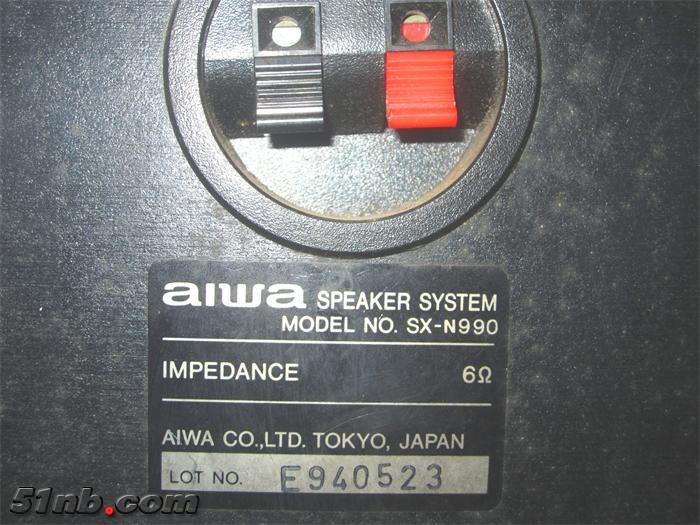 aiwa SPEAKER SYSTEM
MODEL NO. SX-N990
IMPEDANCE 6Ω
AIWA CO.,LTD. TOKYO, JAPAN
LOT NO. E940523
51nb.com